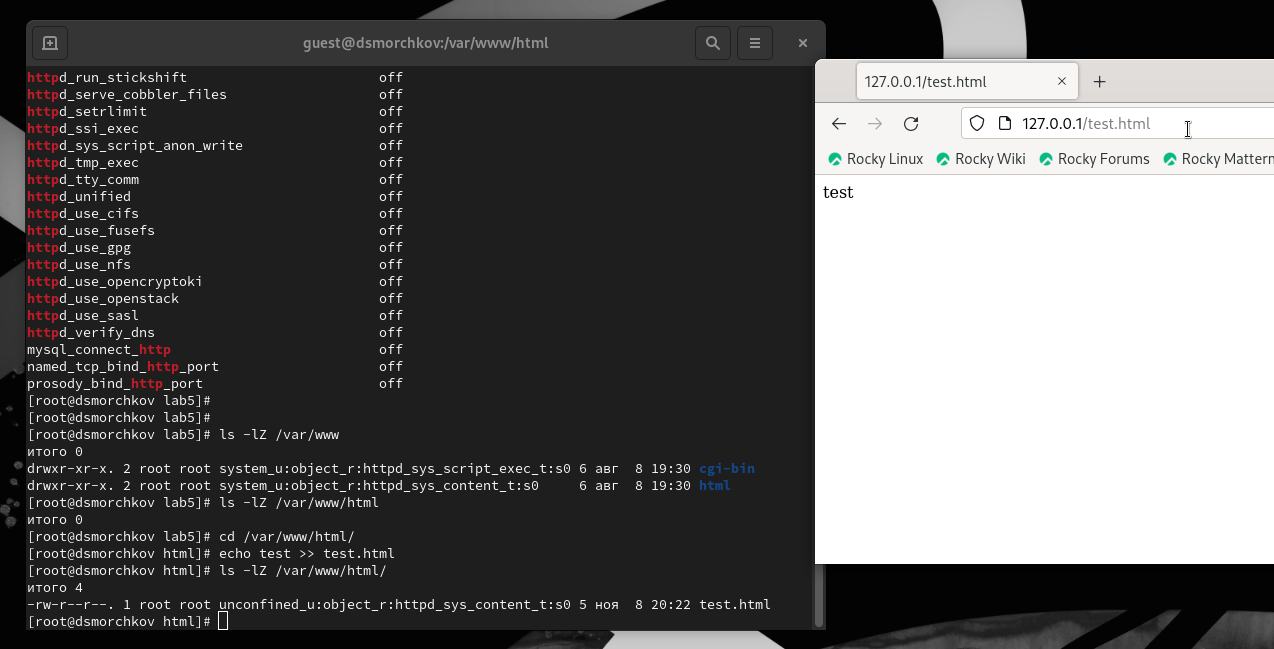 guest@dsmorchkov:/var/www/html
httpd_run_stickshift off
httpd_serve_cobbler_files off
httpd_setrlimit off
httpd_ssi_exec off
httpd_sys_script_anon_write off
httpd_tmp_exec off
httpd_tty_comm off
httpd_unified off
httpd_use_cifs off
httpd_use_fusefs off
httpd_use_gpg off
httpd_use_nfs off
httpd_use_opencryptoki off
httpd_use_openstack off
httpd_use_sasl off
httpd_verify_dns off
mysql_connect_http off
named_tcp_bind_http_port off
prosody_bind_http_port off
[root@dsmorchkov lab5]#
[root@dsmorchkov lab5]#
[root@dsmorchkov lab5]# ls -lZ /var/www
итого 0
drwxr-xr-x. 2 root root system_u:object_r:httpd_sys_script_exec_t:s0 6 авг 8 19:30 cgi-bin
drwxr-xr-x. 2 root root system_u:object_r:httpd_sys_content_t:s0 6 авг 8 19:30 html
[root@dsmorchkov lab5]# ls -lZ /var/www/html
итого 0
[root@dsmorchkov lab5]# cd /var/www/html/
[root@dsmorchkov html]# echo test >> test.html
[root@dsmorchkov html]# ls -lZ /var/www/html/
итого 4
-rw-r--r--. 1 root root unconfined_u:object_r:httpd_sys_content_t:s0 5 ноя 8 20:22 test.html
[root@dsmorchkov html]#
127.0.0.1/test.html
127.0.0.1/test.html
Rocky Linux Rocky Wiki Rocky Forums Rocky Mattern
test